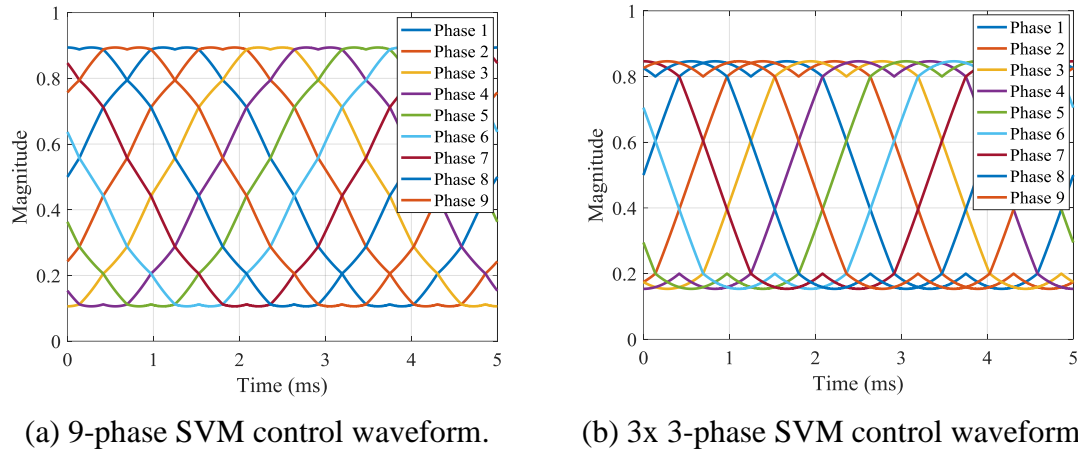 1
0.8
0.6
0.4
0.2
0
Magnitude
0 1 2 3 4 5
Time (ms)
Phase 1
Phase 2
Phase 3
Phase 4
Phase 5
Phase 6
Phase 7
Phase 8
Phase 9
(a) 9-phase SVM control waveform.
1
0.8
0.6
0.4
0.2
0
Magnitude
0 1 2 3 4 5
Time (ms)
Phase 1
Phase 2
Phase 3
Phase 4
Phase 5
Phase 6
Phase 7
Phase 8
Phase 9
(b) 3x 3-phase SVM control waveform